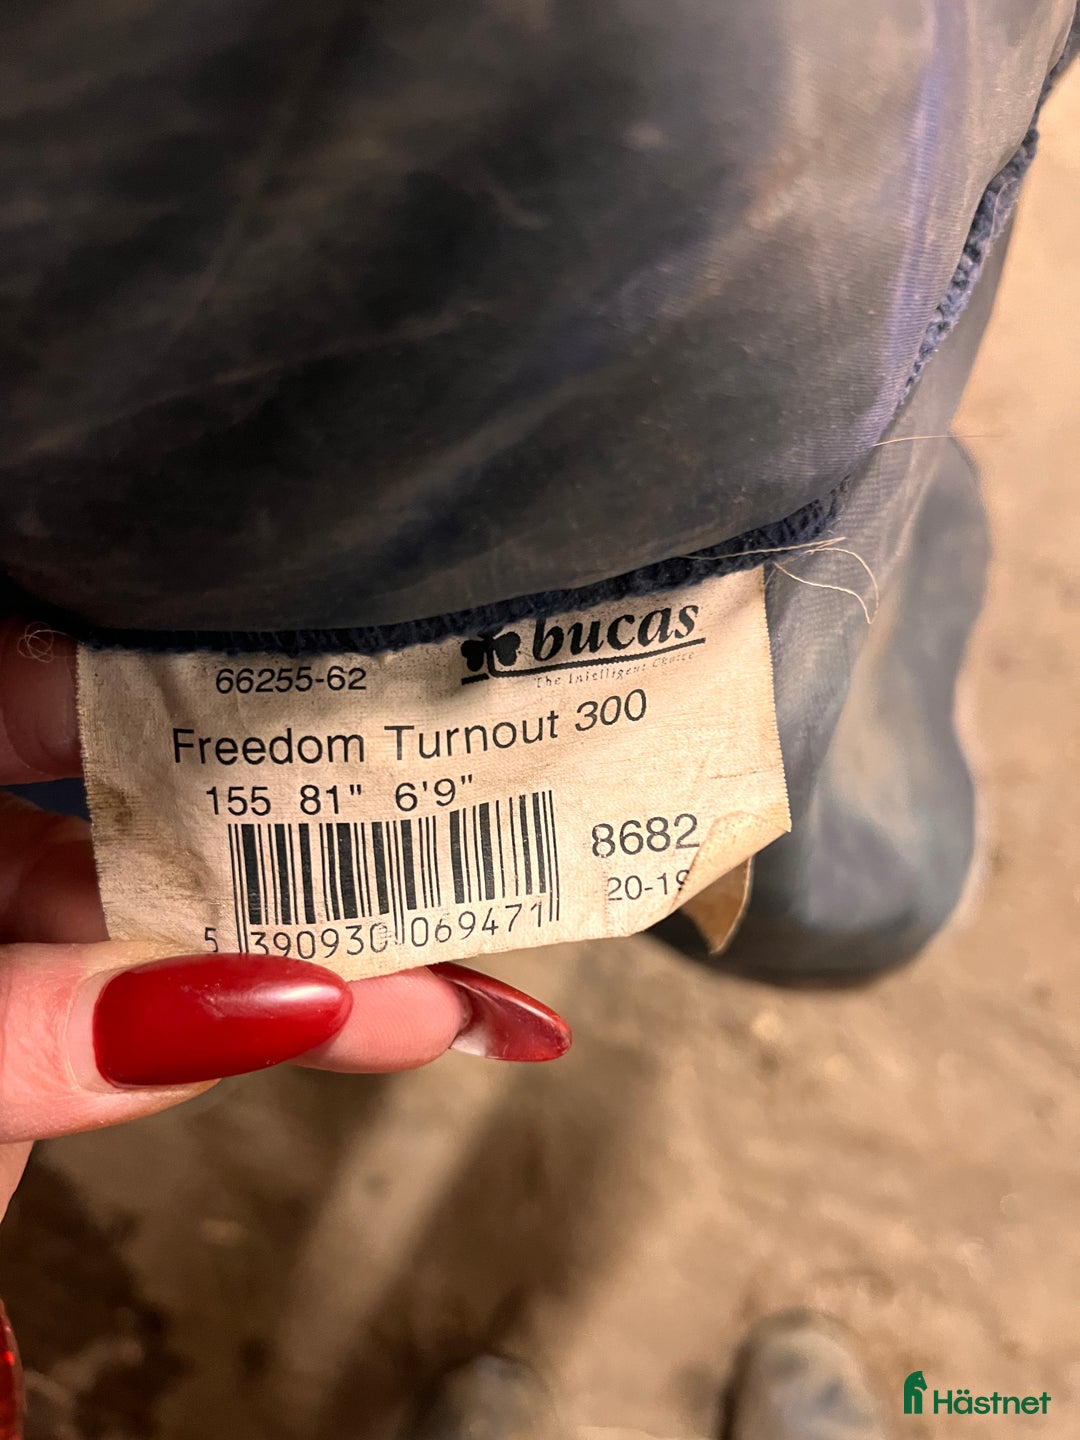 bucas
The Intelligent Choice
66255-62
Freedom Turnout 300
155 81" 6'9"
8682
20-19
5 390930 069471
Hästnet